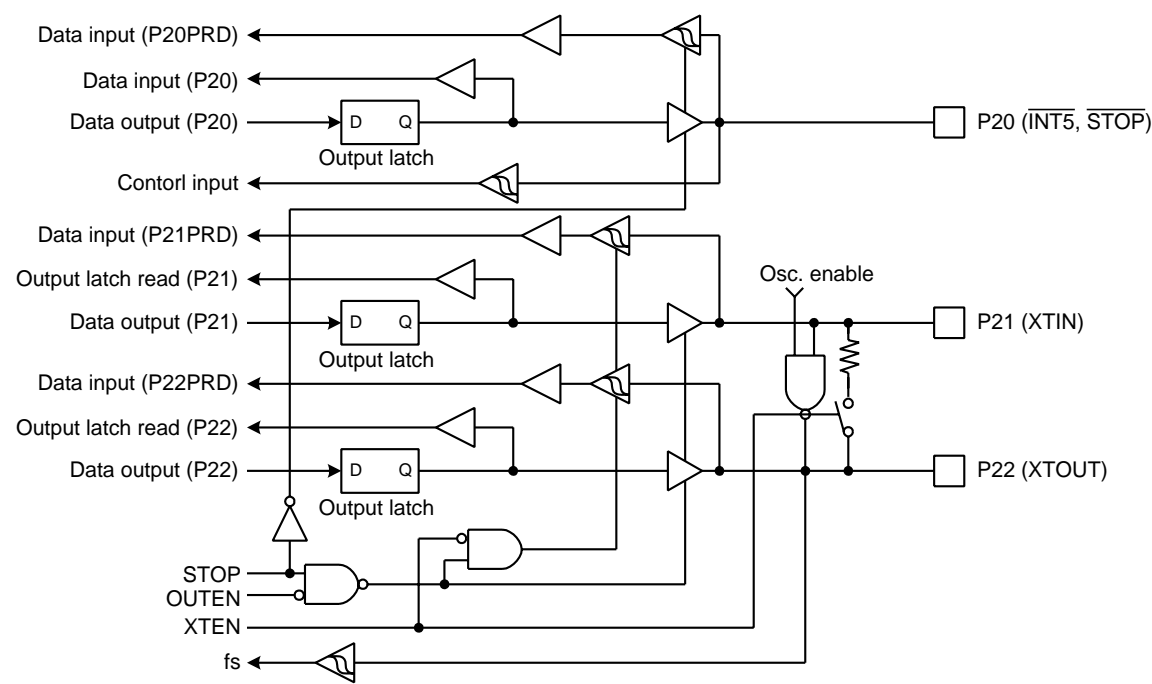 Data input (P20PRD)
Data input (P20)
Data output (P20)
D Q
Output latch
P20 (INT5, STOP)
Contorl input
Data input (P21PRD)
Output latch read (P21)
Osc. enable
Data output (P21)
D Q
Output latch
P21 (XTIN)
Data input (P22PRD)
Output latch read (P22)
Data output (P22)
D Q
Output latch
P22 (XTOUT)
STOP
OUTEN
XTEN
fs